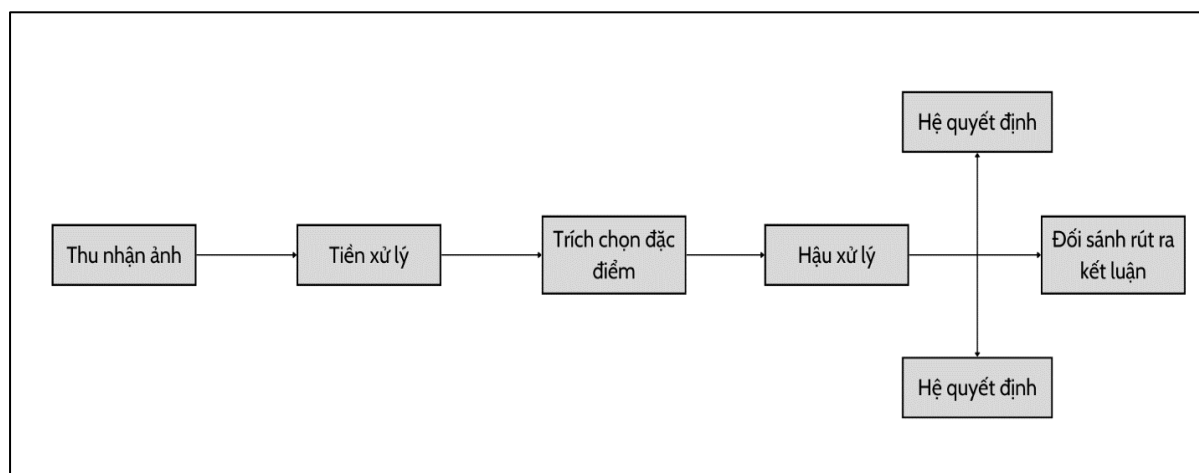 Hệ quyết định
Thu nhận ảnh
Tiền xử lý
Trích chọn đặc
điểm
Hậu xử lý
Đối sánh rút ra
kết luận
Hệ quyết định